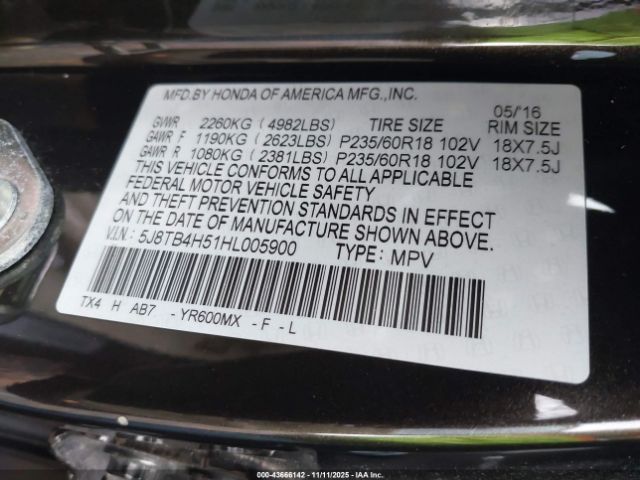 MFD.BY HONDA OF AMERICA MFG.,INC.
05/'16
GVWR 2260KG (4982LBS) TIRE SIZE RIM SIZE
GAWR F 1190KG (2623LBS) P235/60R18 102V 18X7.5J
GAWR R 1080KG (2381LBS) P235/60R18 102V 18X7.5J
THIS VEHICLE CONFORMS TO ALL APPLICABLE
FEDERAL MOTOR VEHICLE SAFETY
AND THEFT PREVENTION STANDARDS IN EFFECT
ON THE DATE OF MANUFACTURE SHOWN ABOVE.
V.I.N: 5J8TB4H51HL005900 TYPE: MPV
TX4 H AB7 -YR600MX -F-L
000-43666142 - 11/11/2025 - IAAI.com